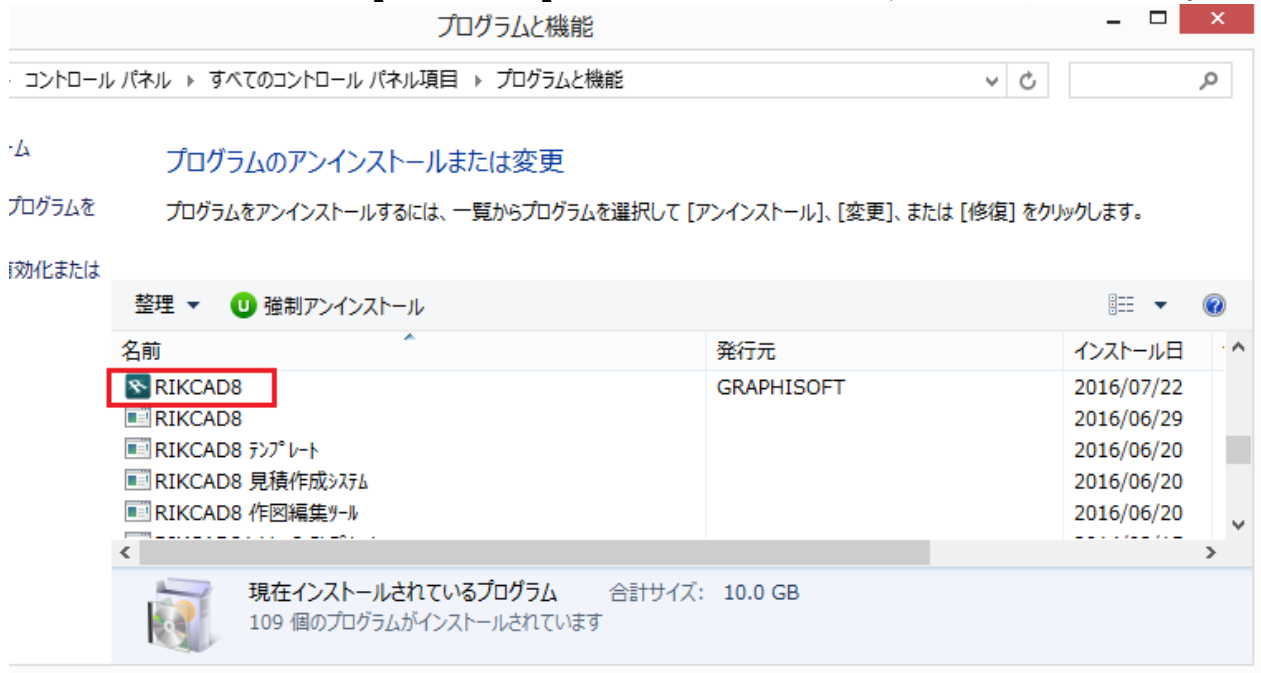 プログラムと機能
コントロール パネル ▸ すべてのコントロール パネル項目 ▸ プログラムと機能
ーム
プログラムのアンインストールまたは変更
プログラムを
プログラムをアンインストールするには、一覧からプログラムを選択して [アンインストール]、[変更]、または [修復] をクリックします。
有効化または
整理 強制アンインストール
名前 発行元 インストール日
RIKCAD8 GRAPHISOFT 2016/07/22
RIKCAD8 2016/06/29
RIKCAD8 ﾃﾝﾌﾟﾚｰﾄ 2016/06/20
RIKCAD8 見積作成ｼｽﾃﾑ 2016/06/20
RIKCAD8 作図編集ﾂｰﾙ 2016/06/20
現在インストールされているプログラム 合計サイズ: 10.0 GB
109 個のプログラムがインストールされています